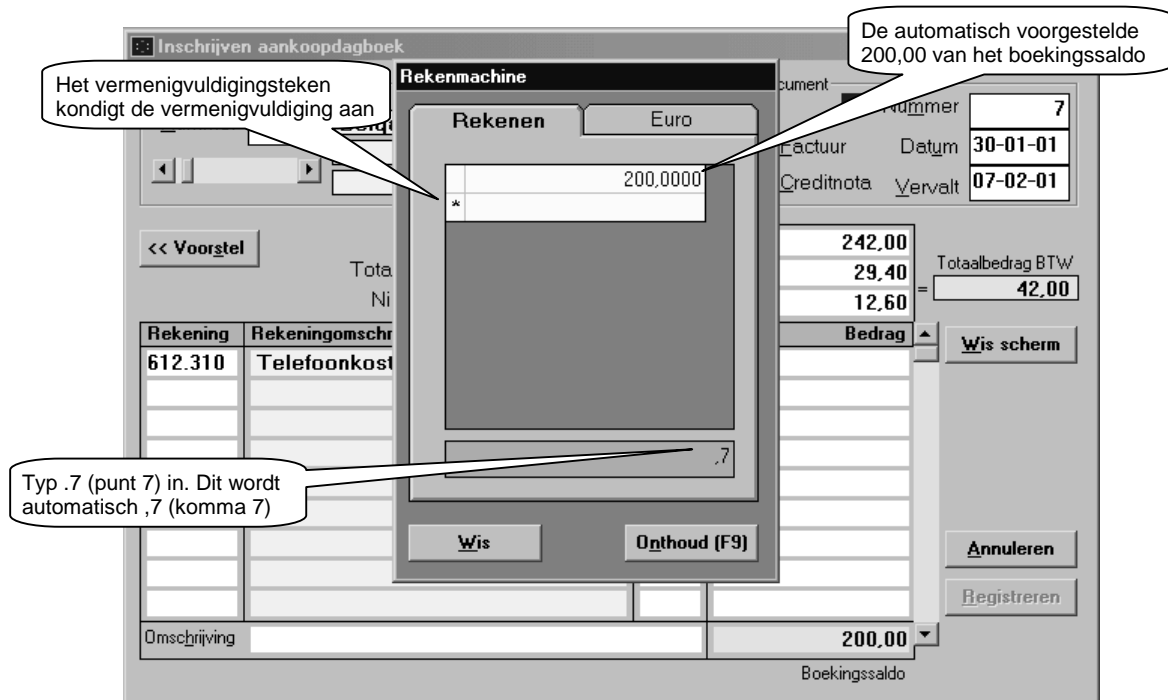 De automatisch voorgestelde
200,00 van het boekingssaldo
Inschrijven aankoopdagboek
Het vermenigvuldigingsteken
kondigt de vermenigvuldiging aan
Rekenmachine
Rekenen
Euro
200,0000
*
,7
Wis
Onthoud (F9)
Nummer 7
Factuur Datum 30-01-01
Creditnota Vervalt 07-02-01
<< Voorstel
Tota
Ni
242,00
29,40
12,60
Totaalbedrag BTW
= 42,00
Rekening Rekeningomschr Bedrag
Wis scherm
612.310 Telefoonkost
Typ .7 (punt 7) in. Dit wordt
automatisch ,7 (komma 7)
Annuleren
Registreren
Omschrijving 200,00
Boekingssaldo